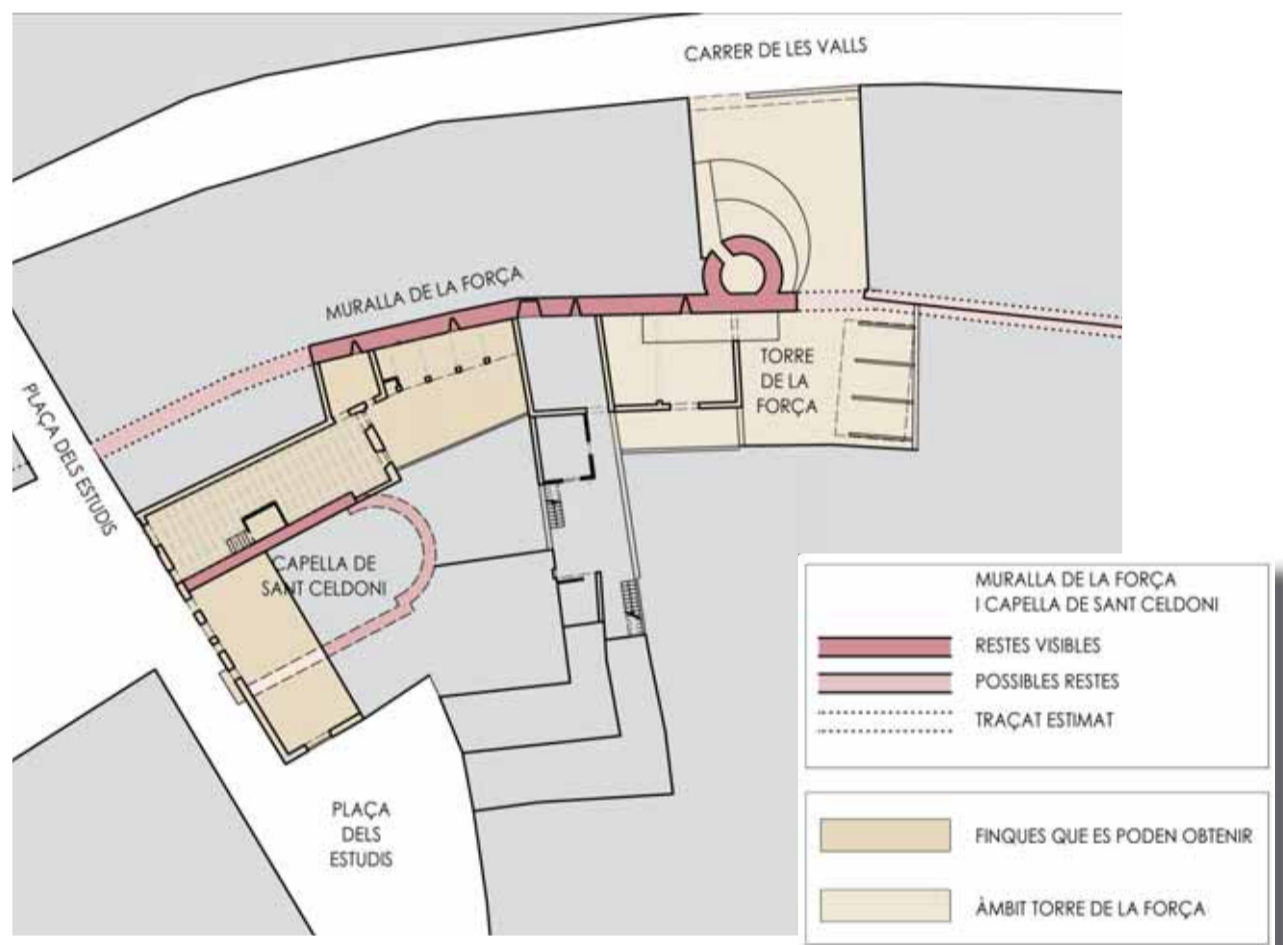 CARRER DE LES VALLS
MURALLA DE LA FORÇA
TORRE
DE LA
FORÇA
PLAÇA DELS ESTUDIS
CAPELLA DE
SANT CELDONI
PLAÇA
DELS
ESTUDIS
MURALLA DE LA FORÇA
I CAPELLA DE SANT CELDONI
RESTES VISIBLES
POSSIBLES RESTES
TRAÇAT ESTIMAT
FINQUES QUE ES PODEN OBTENIR
ÀMBIT TORRE DE LA FORÇA